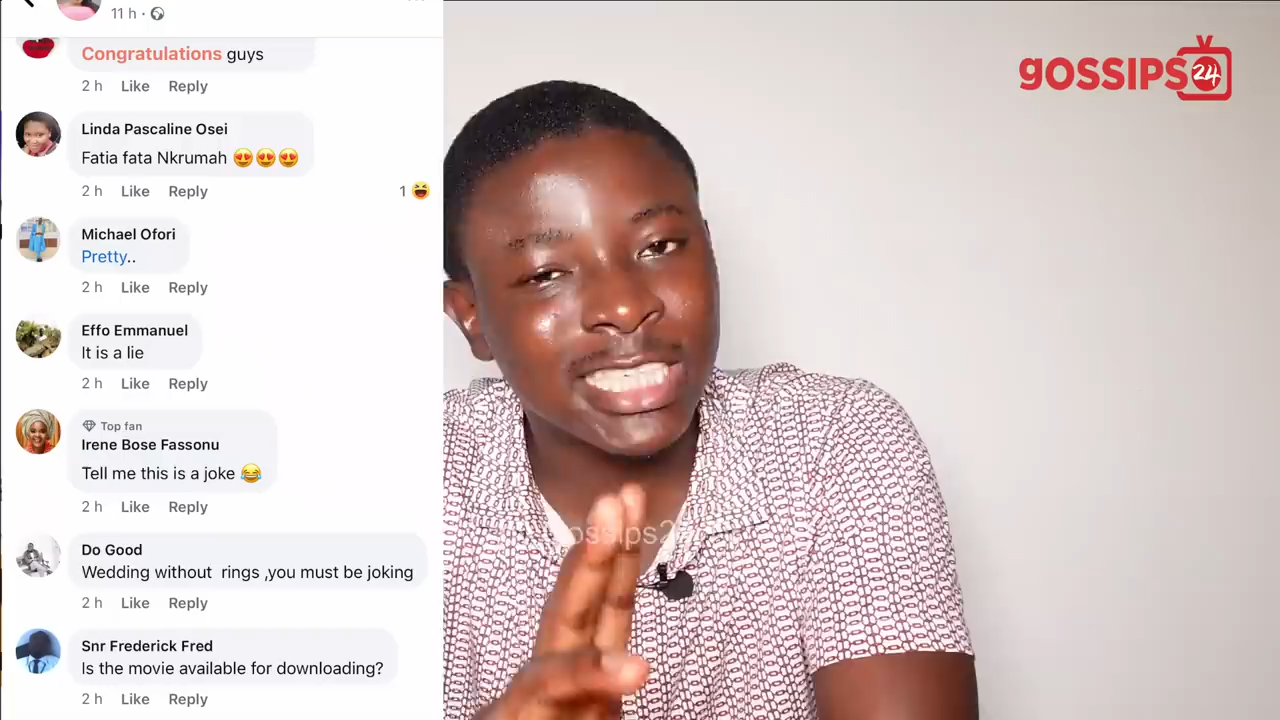 11 h ·
Congratulations guys
2 h Like Reply
Linda Pascaline Osei
Fatia fata Nkrumah 😍😍😍
2 h Like Reply 1 😆
Michael Ofori
Pretty..
2 h Like Reply
Effo Emmanuel
It is a lie
2 h Like Reply
Top fan
Irene Bose Fassonu
Tell me this is a joke 😂
2 h Like Reply
Do Good
Wedding without rings ,you must be joking
2 h Like Reply
Snr Frederick Fred
Is the movie available for downloading?
2 h Like Reply
gOSSIPS24